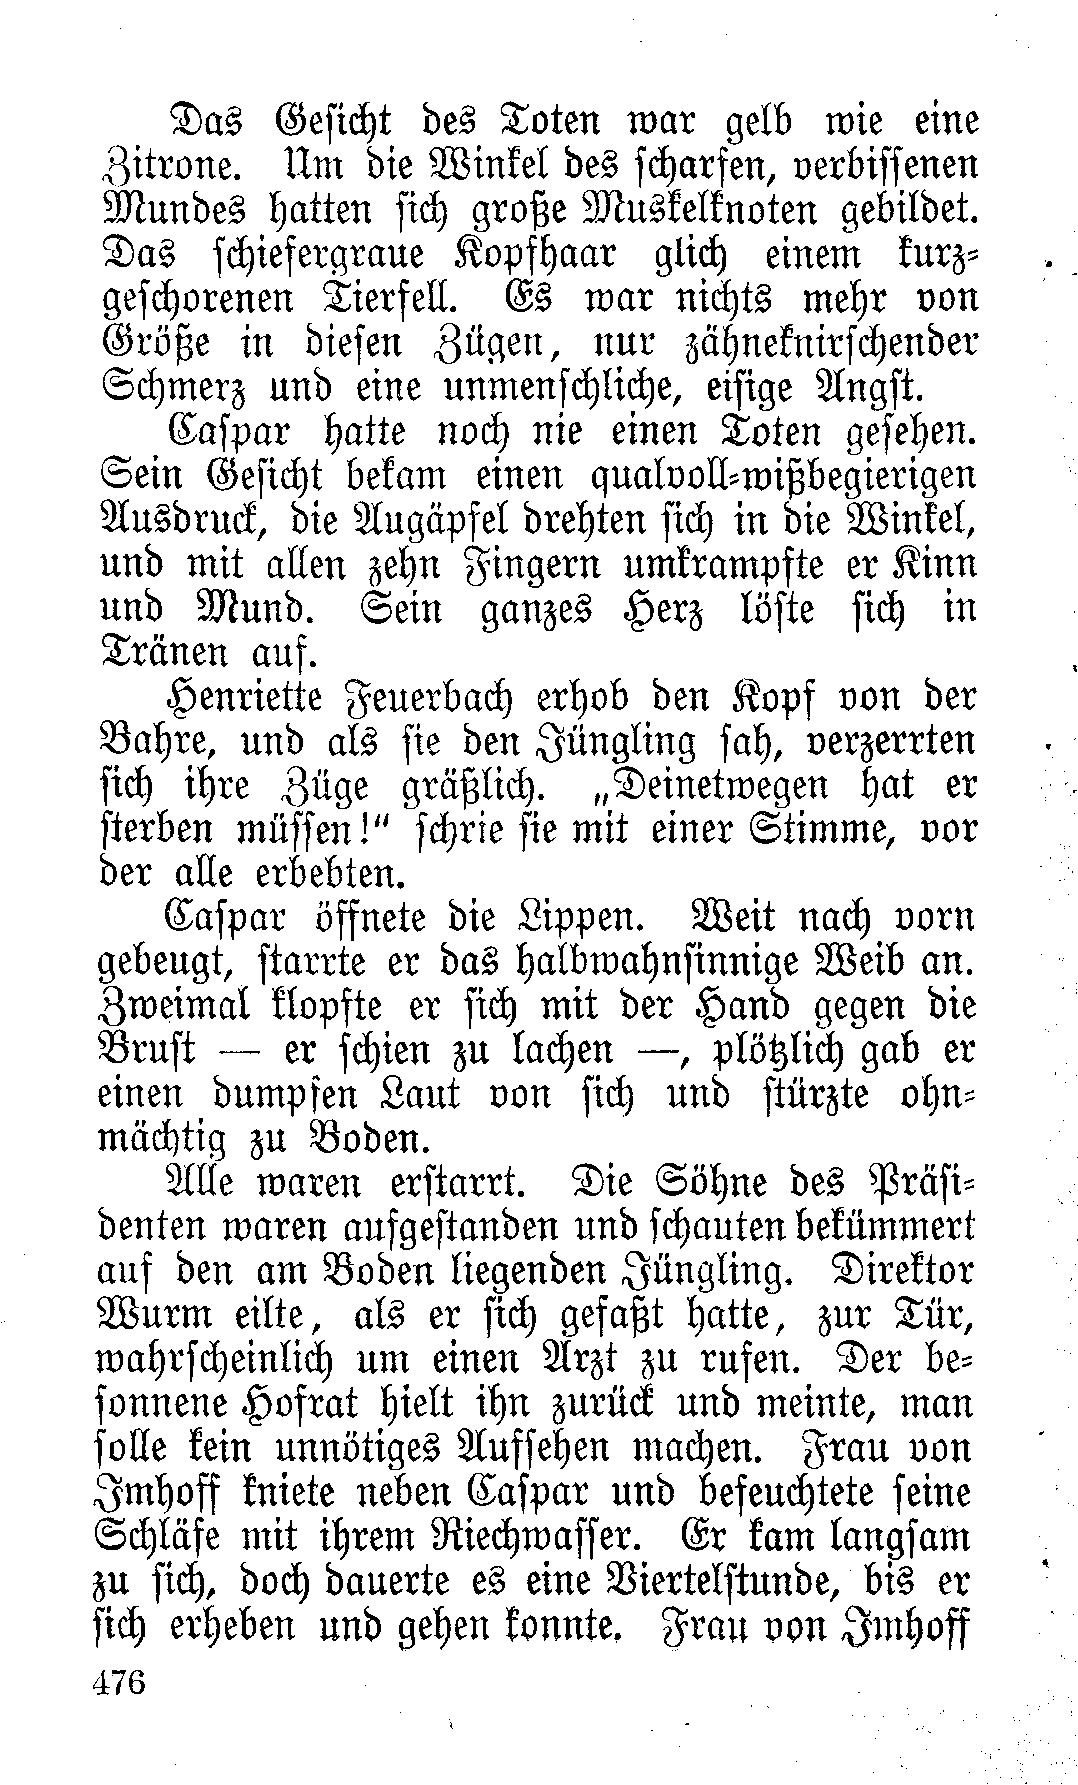 Das Gesicht des Toten war gelb wie eine
Zitrone. Um die Winkel des scharfen, verbissenen
Mundes hatten sich große Muskelknoten gebildet.
Das schiefergraue Kopfhaar glich einem kurz-
geschorenen Tierfell. Es war nichts mehr von
Größe in diesen Zügen, nur zähneknirschender
Schmerz und eine unmenschliche, eisige Angst.
Caspar hatte noch nie einen Toten gesehen.
Sein Gesicht bekam einen qualvoll-wißbegierigen
Ausdruck, die Augäpfel drehten sich in die Winkel,
und mit allen zehn Fingern umkrampfte er Kinn
und Mund. Sein ganzes Herz löste sich in
Tränen auf.
Henriette Feuerbach erhob den Kopf von der
Bahre, und als sie den Jüngling sah, verzerrten
sich ihre Züge gräßlich. „Deinetwegen hat er
sterben müssen!“ schrie sie mit einer Stimme, vor
der alle erbebten.
Caspar öffnete die Lippen. Weit nach vorn
gebeugt, starrte er das halbwahnsinnige Weib an.
Zweimal klopfte er sich mit der Hand gegen die
Brust — er schien zu lachen —, plötzlich gab er
einen dumpfen Laut von sich und stürzte ohn-
mächtig zu Boden.
Alle waren erstarrt. Die Söhne des Präsi-
denten waren aufgestanden und schauten bekümmert
auf den am Boden liegenden Jüngling. Direktor
Wurm eilte, als er sich gefaßt hatte, zur Tür,
wahrscheinlich um einen Arzt zu rufen. Der be-
sonnene Hofrat hielt ihn zurück und meinte, man
solle kein unnötiges Aufsehen machen. Frau von
Imhoff kniete neben Caspar und befeuchtete seine
Schläfe mit ihrem Riechwasser. Er kam langsam
zu sich, doch dauerte es eine Viertelstunde, bis er
sich erheben und gehen konnte. Frau von Imhoff
476